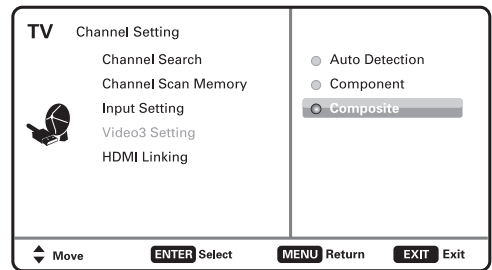 TV Channel Setting
Channel Search
Channel Scan Memory
Input Setting
Video3 Setting
HDMI Linking
Auto Detection
Component
Composite
Move ENTER Select MENU Return EXIT Exit